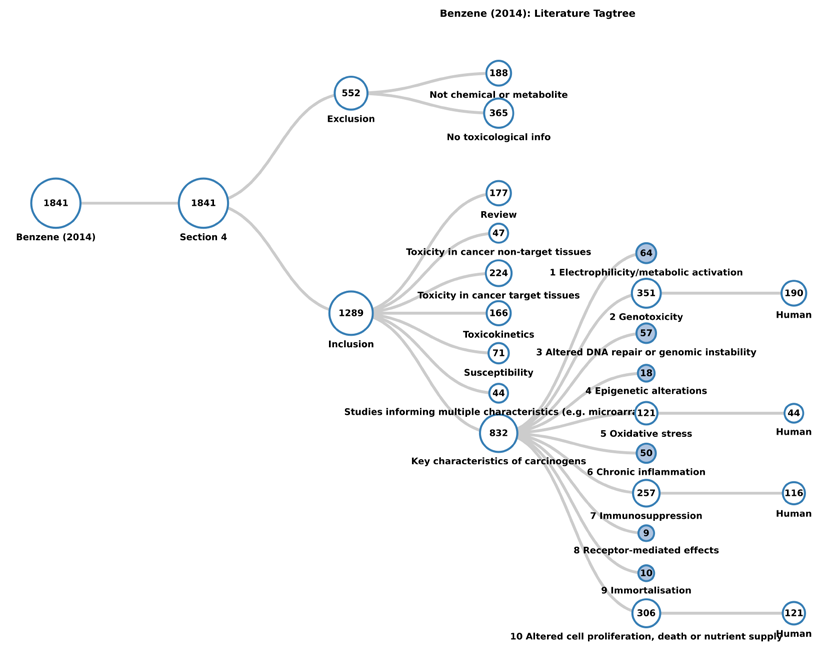 Benzene (2014): Literature Tagtree
1841
Benzene (2014)
1841
Section 4
552
Exclusion
188
Not chemical or metabolite
365
No toxicological info
1289
Inclusion
177
Review
47
Toxicity in cancer non-target tissues
224
Toxicity in cancer target tissues
166
Toxicokinetics
71
Susceptibility
44
Studies informing multiple characteristics (e.g. microarra
832
Key characteristics of carcinogens
64
1 Electrophilicity/metabolic activation
351
2 Genotoxicity
190
Human
57
3 Altered DNA repair or genomic instability
18
4 Epigenetic alterations
121
5 Oxidative stress
44
Human
50
6 Chronic inflammation
257
7 Immunosuppression
116
Human
9
8 Receptor-mediated effects
10
9 Immortalisation
306
10 Altered cell proliferation, death or nutrient supply
121
Human